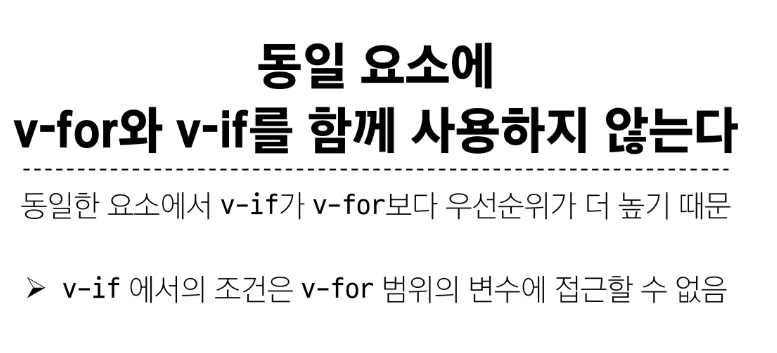 동일 요소에
v-for와 v-if를 함께 사용하지 않는다
동일한 요소에서 v-if가 v-for보다 우선순위가 더 높기 때문
➢ v-if 에서의 조건은 v-for 범위의 변수에 접근할 수 없음